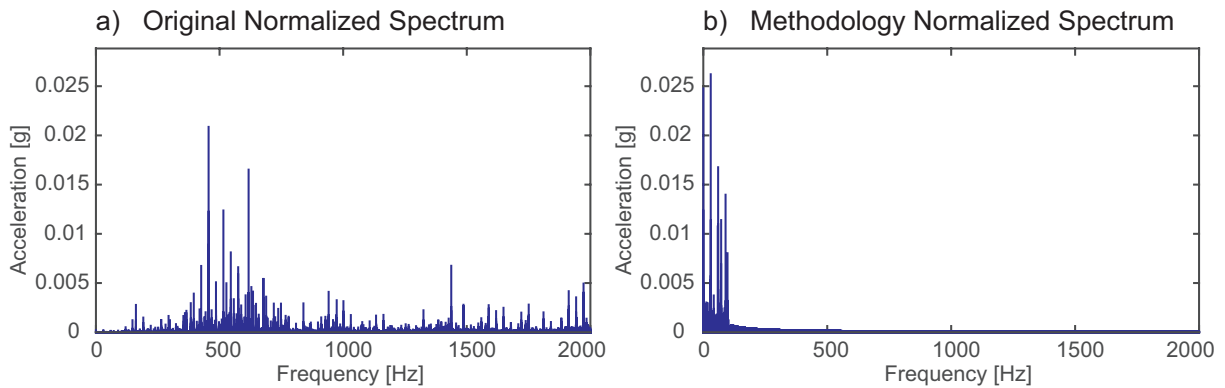 a) Original Normalized Spectrum
Acceleration [g]
0.025
0.02
0.015
0.01
0.005
0
0 500 1000 1500 2000
Frequency [Hz]
b) Methodology Normalized Spectrum
Acceleration [g]
0.025
0.02
0.015
0.01
0.005
0
0 500 1000 1500 2000
Frequency [Hz]